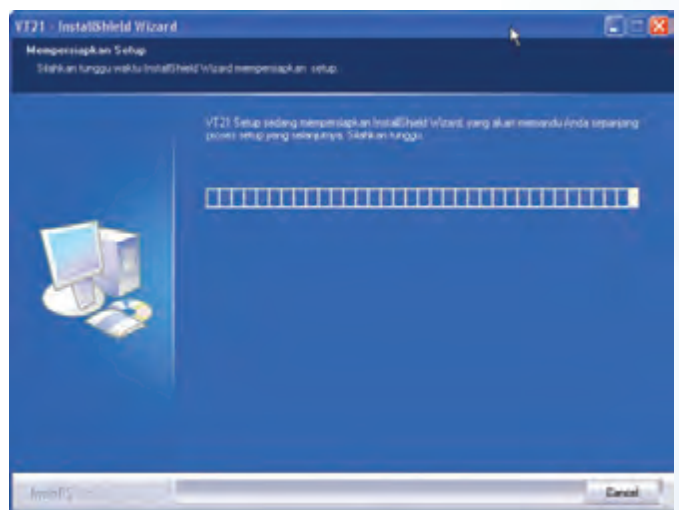 VT21 - InstallShield Wizard
Mempersiapkan Setup
Silahkan tunggu waktu InstallShield Wizard mempersiapkan setup.
VT21 Setup sedang mempersiapkan InstallShield Wizard, yang akan memandu Anda sepanjang
proses setup yang selanjutnya. Silahkan tunggu.
Cancel